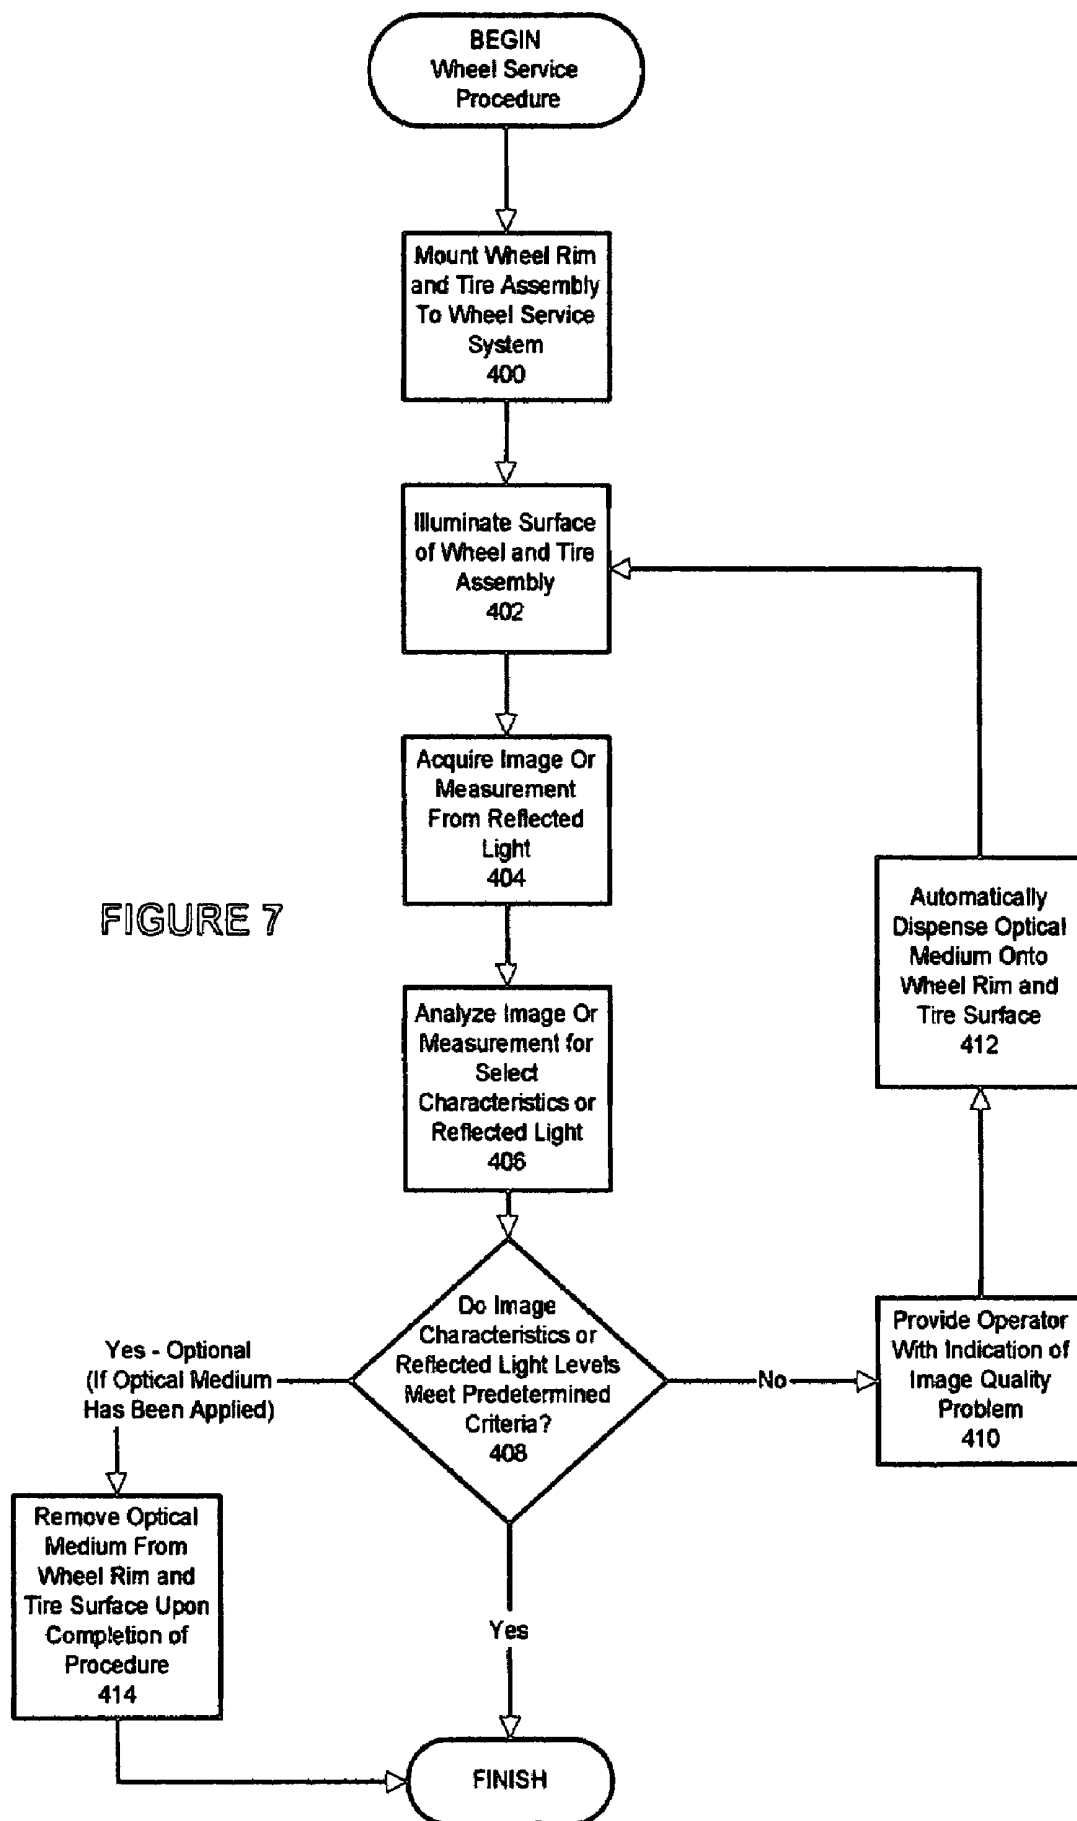 BEGIN
Wheel Service
Procedure
Mount Wheel Rim
and Tire Assembly
To Wheel Service
System
400
Illuminate Surface
of Wheel and Tire
Assembly
402
Acquire Image Or
Measurement
From Reflected
Light
404
FIGURE 7
Automatically
Dispense Optical
Medium Onto
Wheel Rim and
Tire Surface
412
Analyze Image Or
Measurement for
Select
Characteristics or
Reflected Light
406
Do Image
Characteristics or
Reflected Light Levels
Meet Predetermined
Criteria?
408
Yes - Optional
(If Optical Medium
Has Been Applied)
No
Provide Operator
With Indication of
Image Quality
Problem
410
Remove Optical
Medium From
Wheel Rim and
Tire Surface Upon
Completion of
Procedure
414
Yes
FINISH